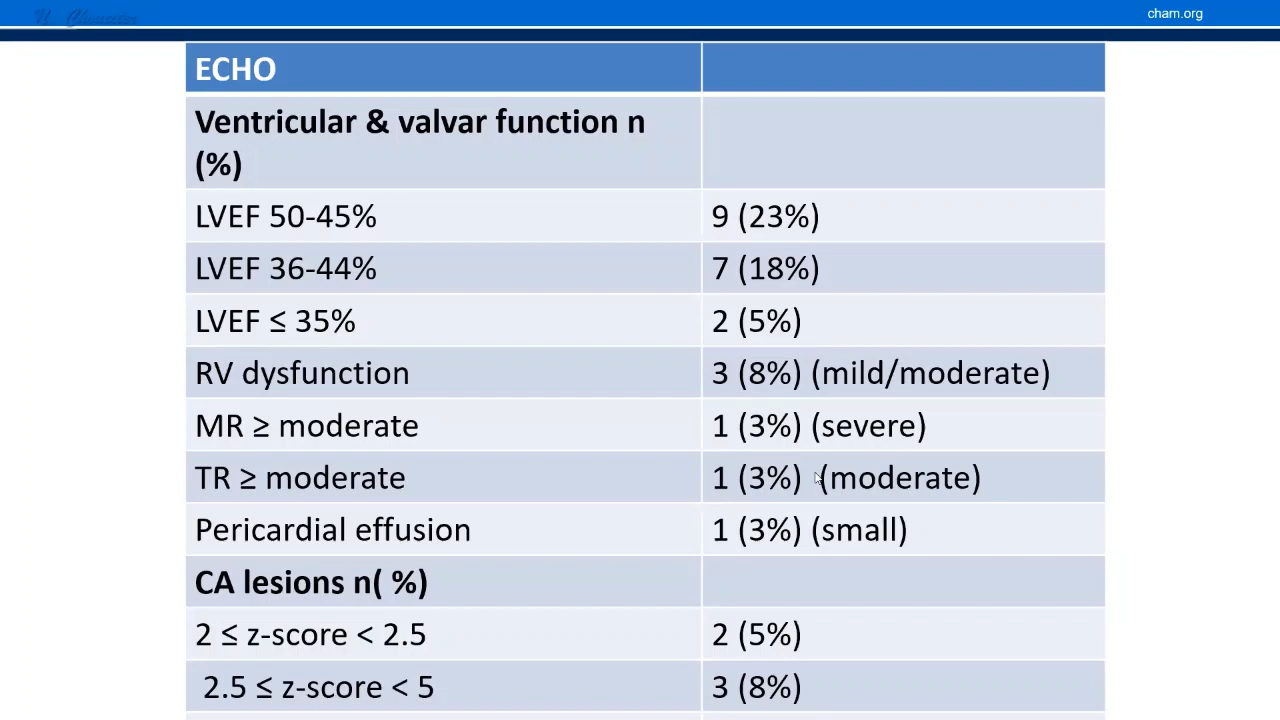 cham.org
ECHO
Ventricular & valvar function n
(%)
LVEF 50-45% 9 (23%)
LVEF 36-44% 7 (18%)
LVEF ≤ 35% 2 (5%)
RV dysfunction 3 (8%) (mild/moderate)
MR ≥ moderate 1 (3%) (severe)
TR ≥ moderate 1 (3%) (moderate)
Pericardial effusion 1 (3%) (small)
CA lesions n( %)
2 ≤ z-score < 2.5 2 (5%)
2.5 ≤ z-score < 5 3 (8%)